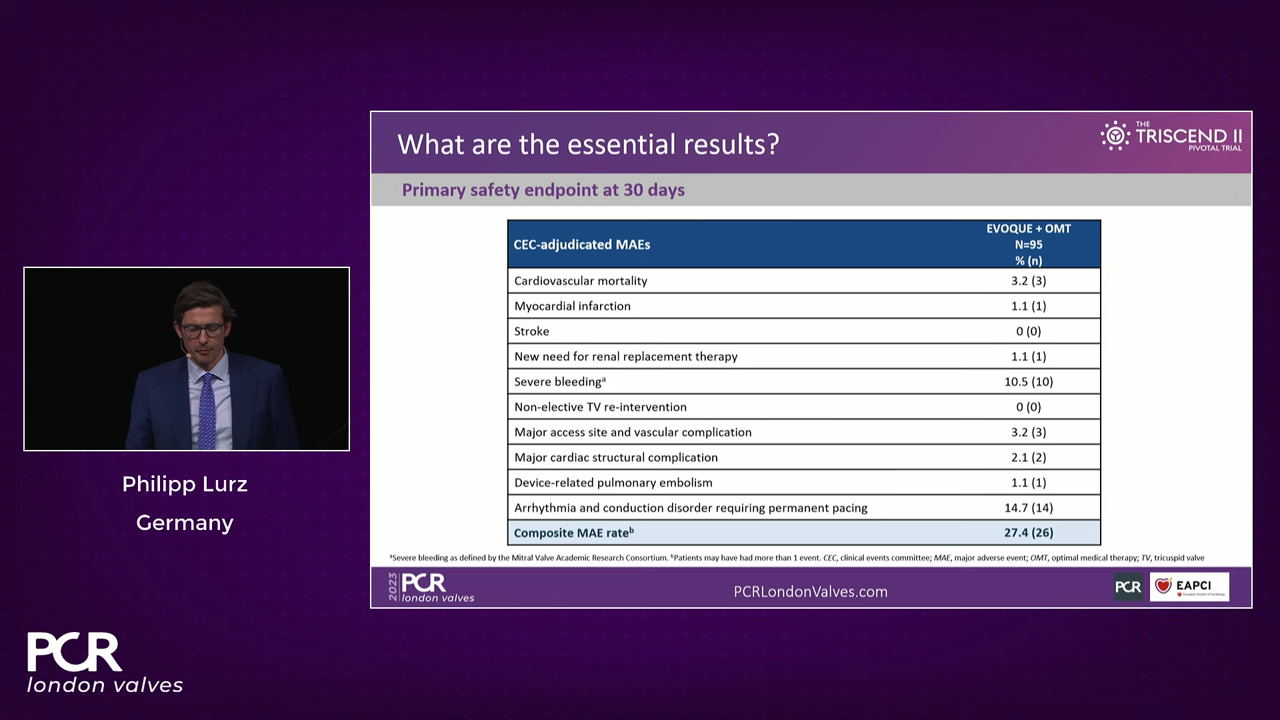 What are the essential results?
THE
TRISCEND II
PIVOTAL TRIAL
Primary safety endpoint at 30 days
CEC-adjudicated MAEs
EVOQUE + OMT
N=95
% (n)
Cardiovascular mortality 3.2 (3)
Myocardial infarction 1.1 (1)
Stroke 0 (0)
New need for renal replacement therapy 1.1 (1)
Severe bleedingᵃ 10.5 (10)
Non-elective TV re-intervention 0 (0)
Major access site and vascular complication 3.2 (3)
Major cardiac structural complication 2.1 (2)
Device-related pulmonary embolism 1.1 (1)
Arrhythmia and conduction disorder requiring permanent pacing 14.7 (14)
Composite MAE rateᵇ 27.4 (26)
ᵃSevere bleeding as defined by the Mitral Valve Academic Research Consortium. ᵇPatients may have had more than 1 event. CEC, clinical events committee; MAE, major adverse event; OMT, optimal medical therapy; TV, tricuspid valve
2023
PCR
london valves
PCRLondonValves.com
PCR
EAPCI
Philipp Lurz
Germany
PCR
london valves